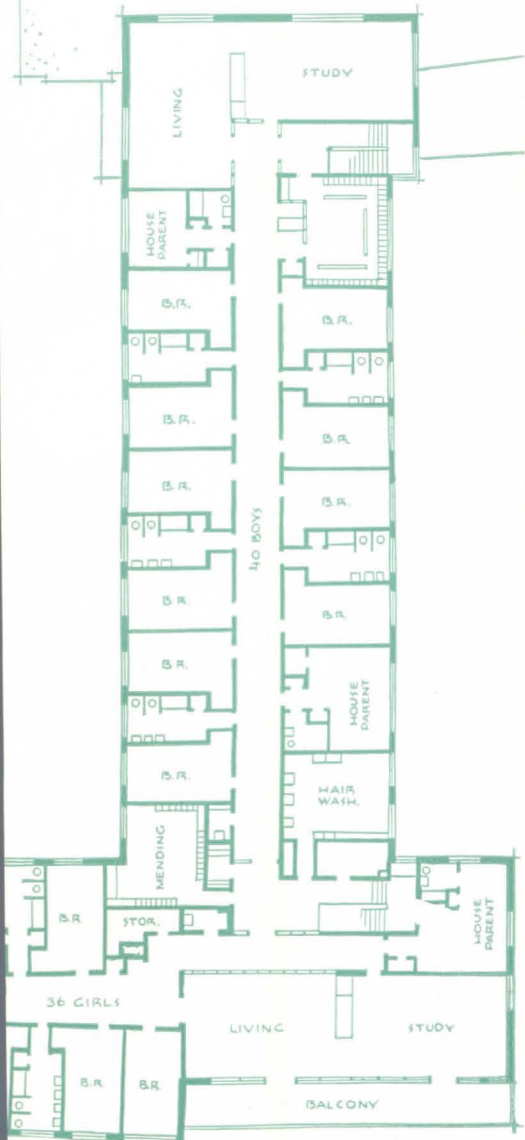 STUDY
LIVING
HOUSE
PARENT
B.R.
B.R.
B.R.
B.R.
B.R.
B.R.
40 BOYS
B.R.
B.R.
B.R.
B.R.
HOUSE
PARENT
B.R.
B.R.
HAIR
WASH.
MENDING
B.R.
STOR.
HOUSE
PARENT
36 GIRLS
LIVING
STUDY
B.R.
B.R.
BALCONY